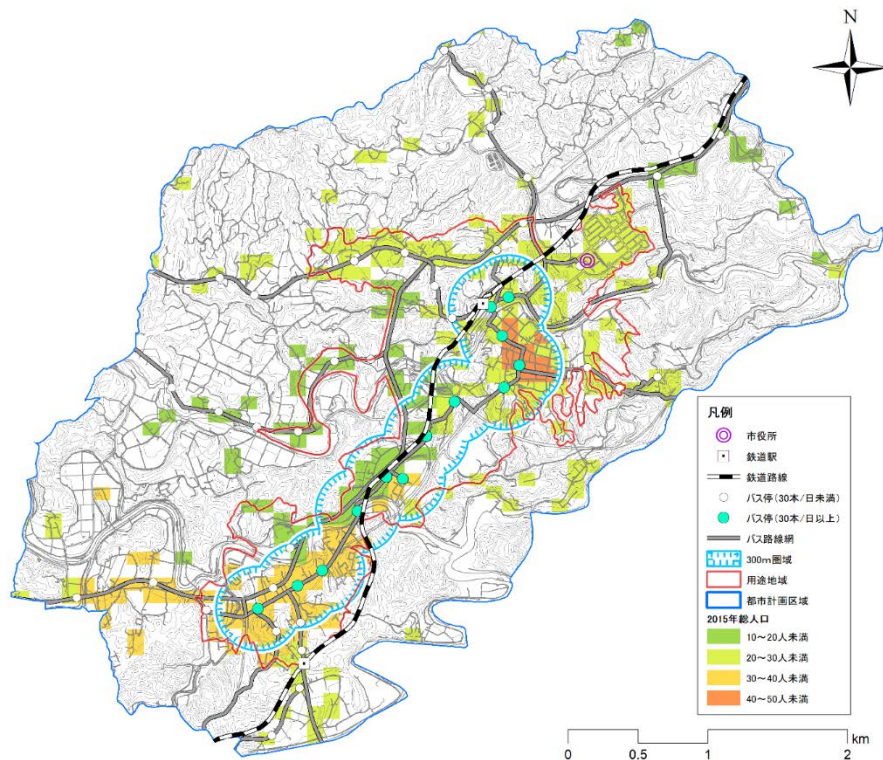 N
凡例
市役所
鉄道駅
鉄道路線
バス停(30本/日未満)
バス停(30本/日以上)
バス路線網
300m圏域
用途地域
都市計画区域
2015年総人口
10～20人未満
20～30人未満
30～40人未満
40～50人未満
km
0 0.5 1 2